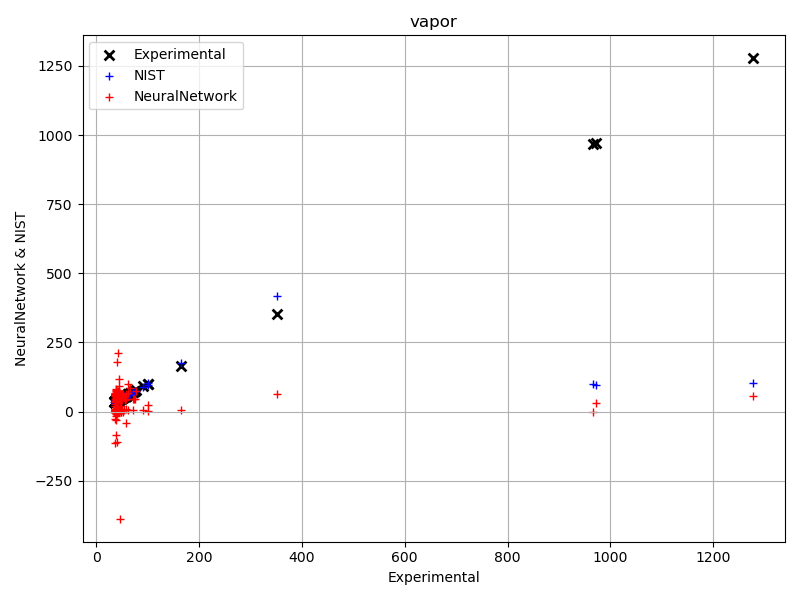 vapor
Experimental
NIST
NeuralNetwork
1250
1000
750
500
250
0
−250
NeuralNetwork & NIST
0 200 400 600 800 1000 1200
Experimental